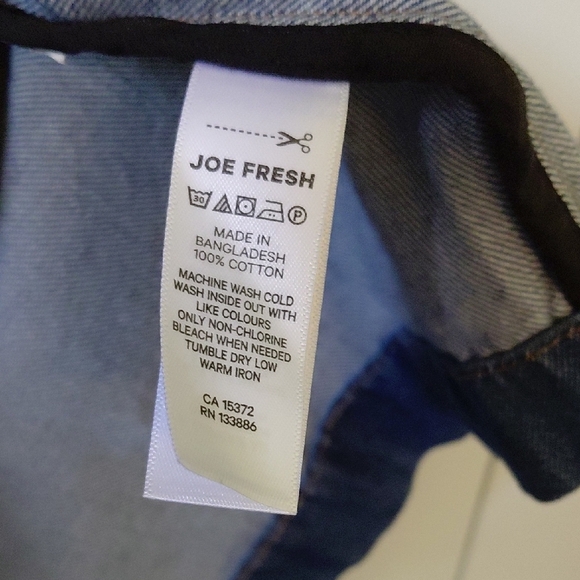 JOE FRESH
30 P
MADE IN
BANGLADESH
100% COTTON
MACHINE WASH COLD
WASH INSIDE OUT WITH
LIKE COLOURS
ONLY NON-CHLORINE
BLEACH WHEN NEEDED
TUMBLE DRY LOW
WARM IRON
CA 15372
RN 133886